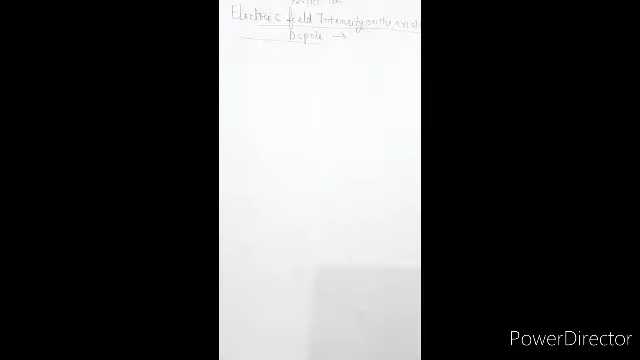 Electric field Intensity on the axial
Dipole →
PowerDirector